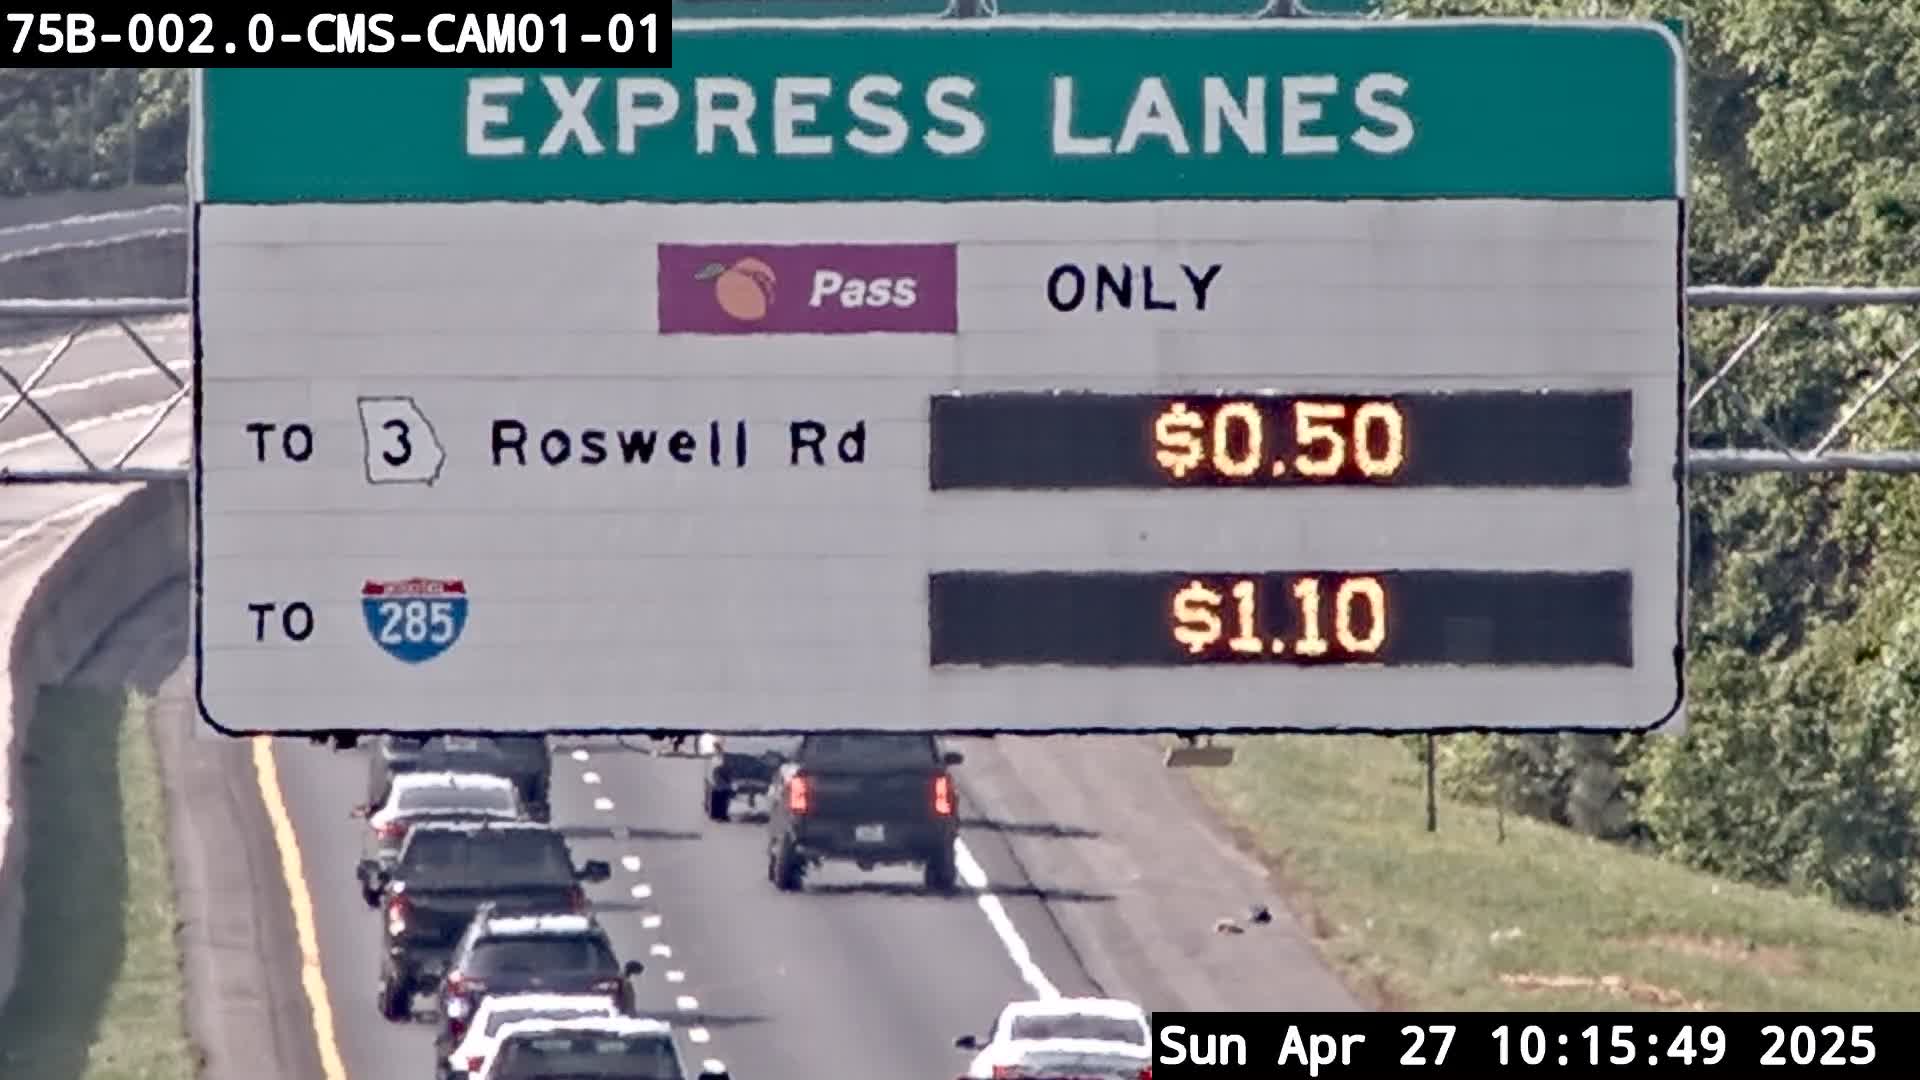 75B-002.0-CMS-CAM01-01
EXPRESS LANES
Pass ONLY
TO 3 Roswell Rd $0.50
TO 285 $1.10
Sun Apr 27 10:15:49 2025